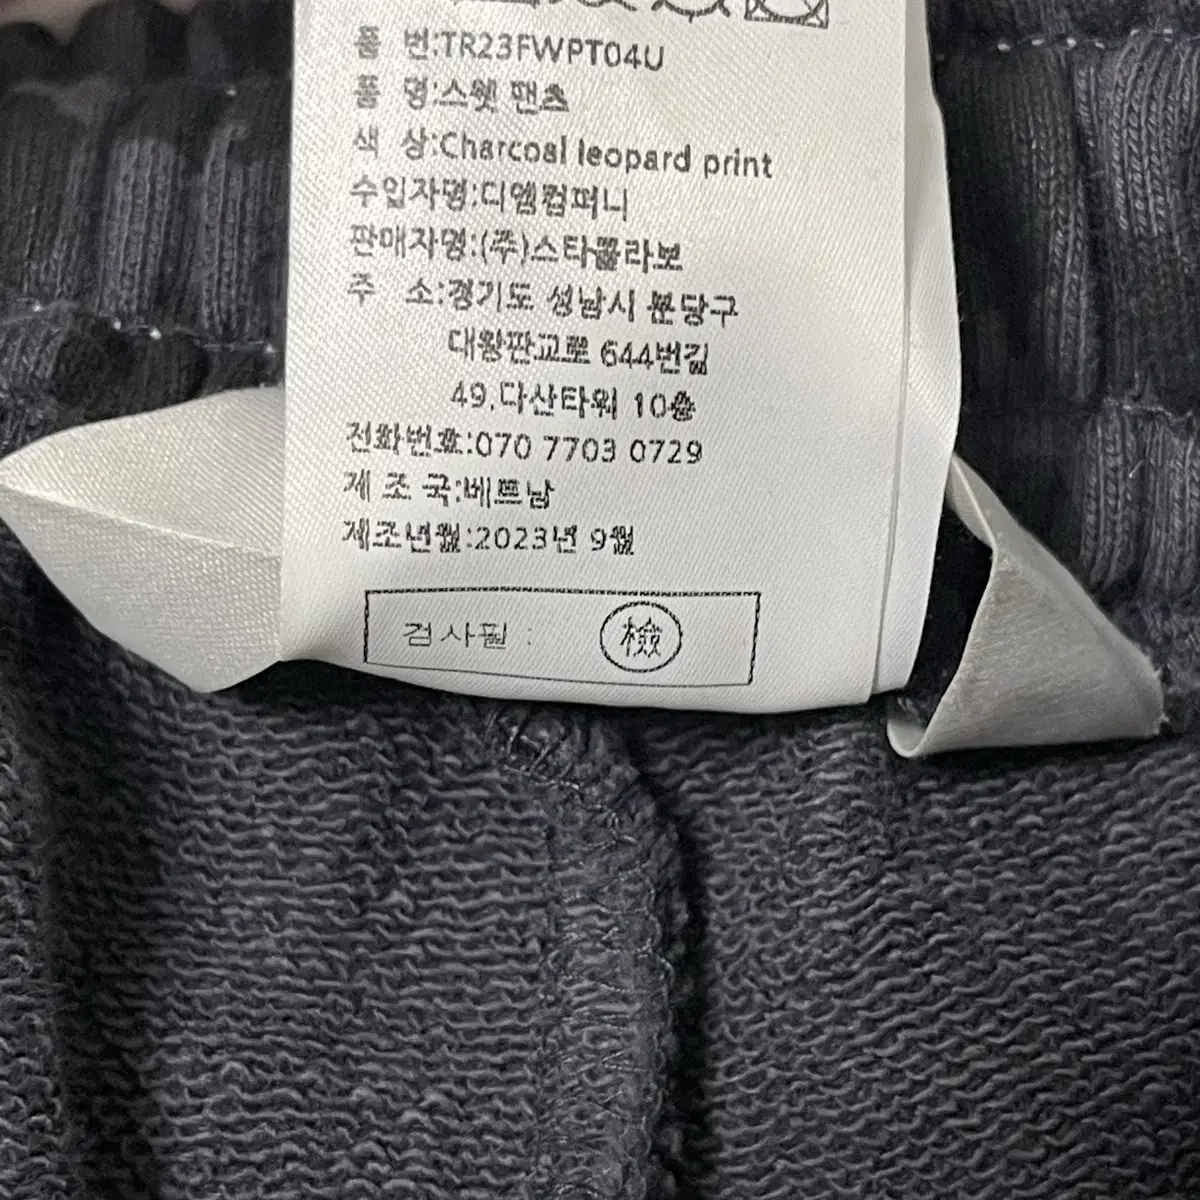 품 번:TR23FWPT04U
품 명:스웻 팬츠
색 상:Charcoal leopard print
수입자명:디엠컴퍼니
판매자명:(주)스타플라보
주 소:경기도 성남시 분당구
대왕판교로 644번길
49,다산타워 10층
전화번호:070 7703 0729
제 조 국:베트남
제조년월:2023년 9월
검사필 : 檢